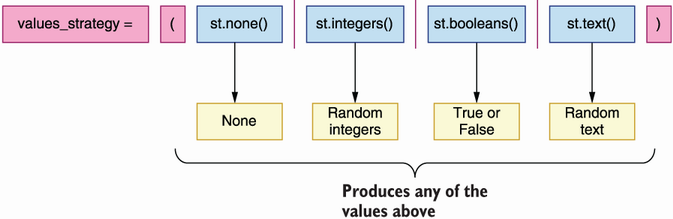 values_strategy = ( st.none() | st.integers() | st.booleans() | st.text() )
None
Random
integers
True or
False
Random
text
Produces any of the
values above